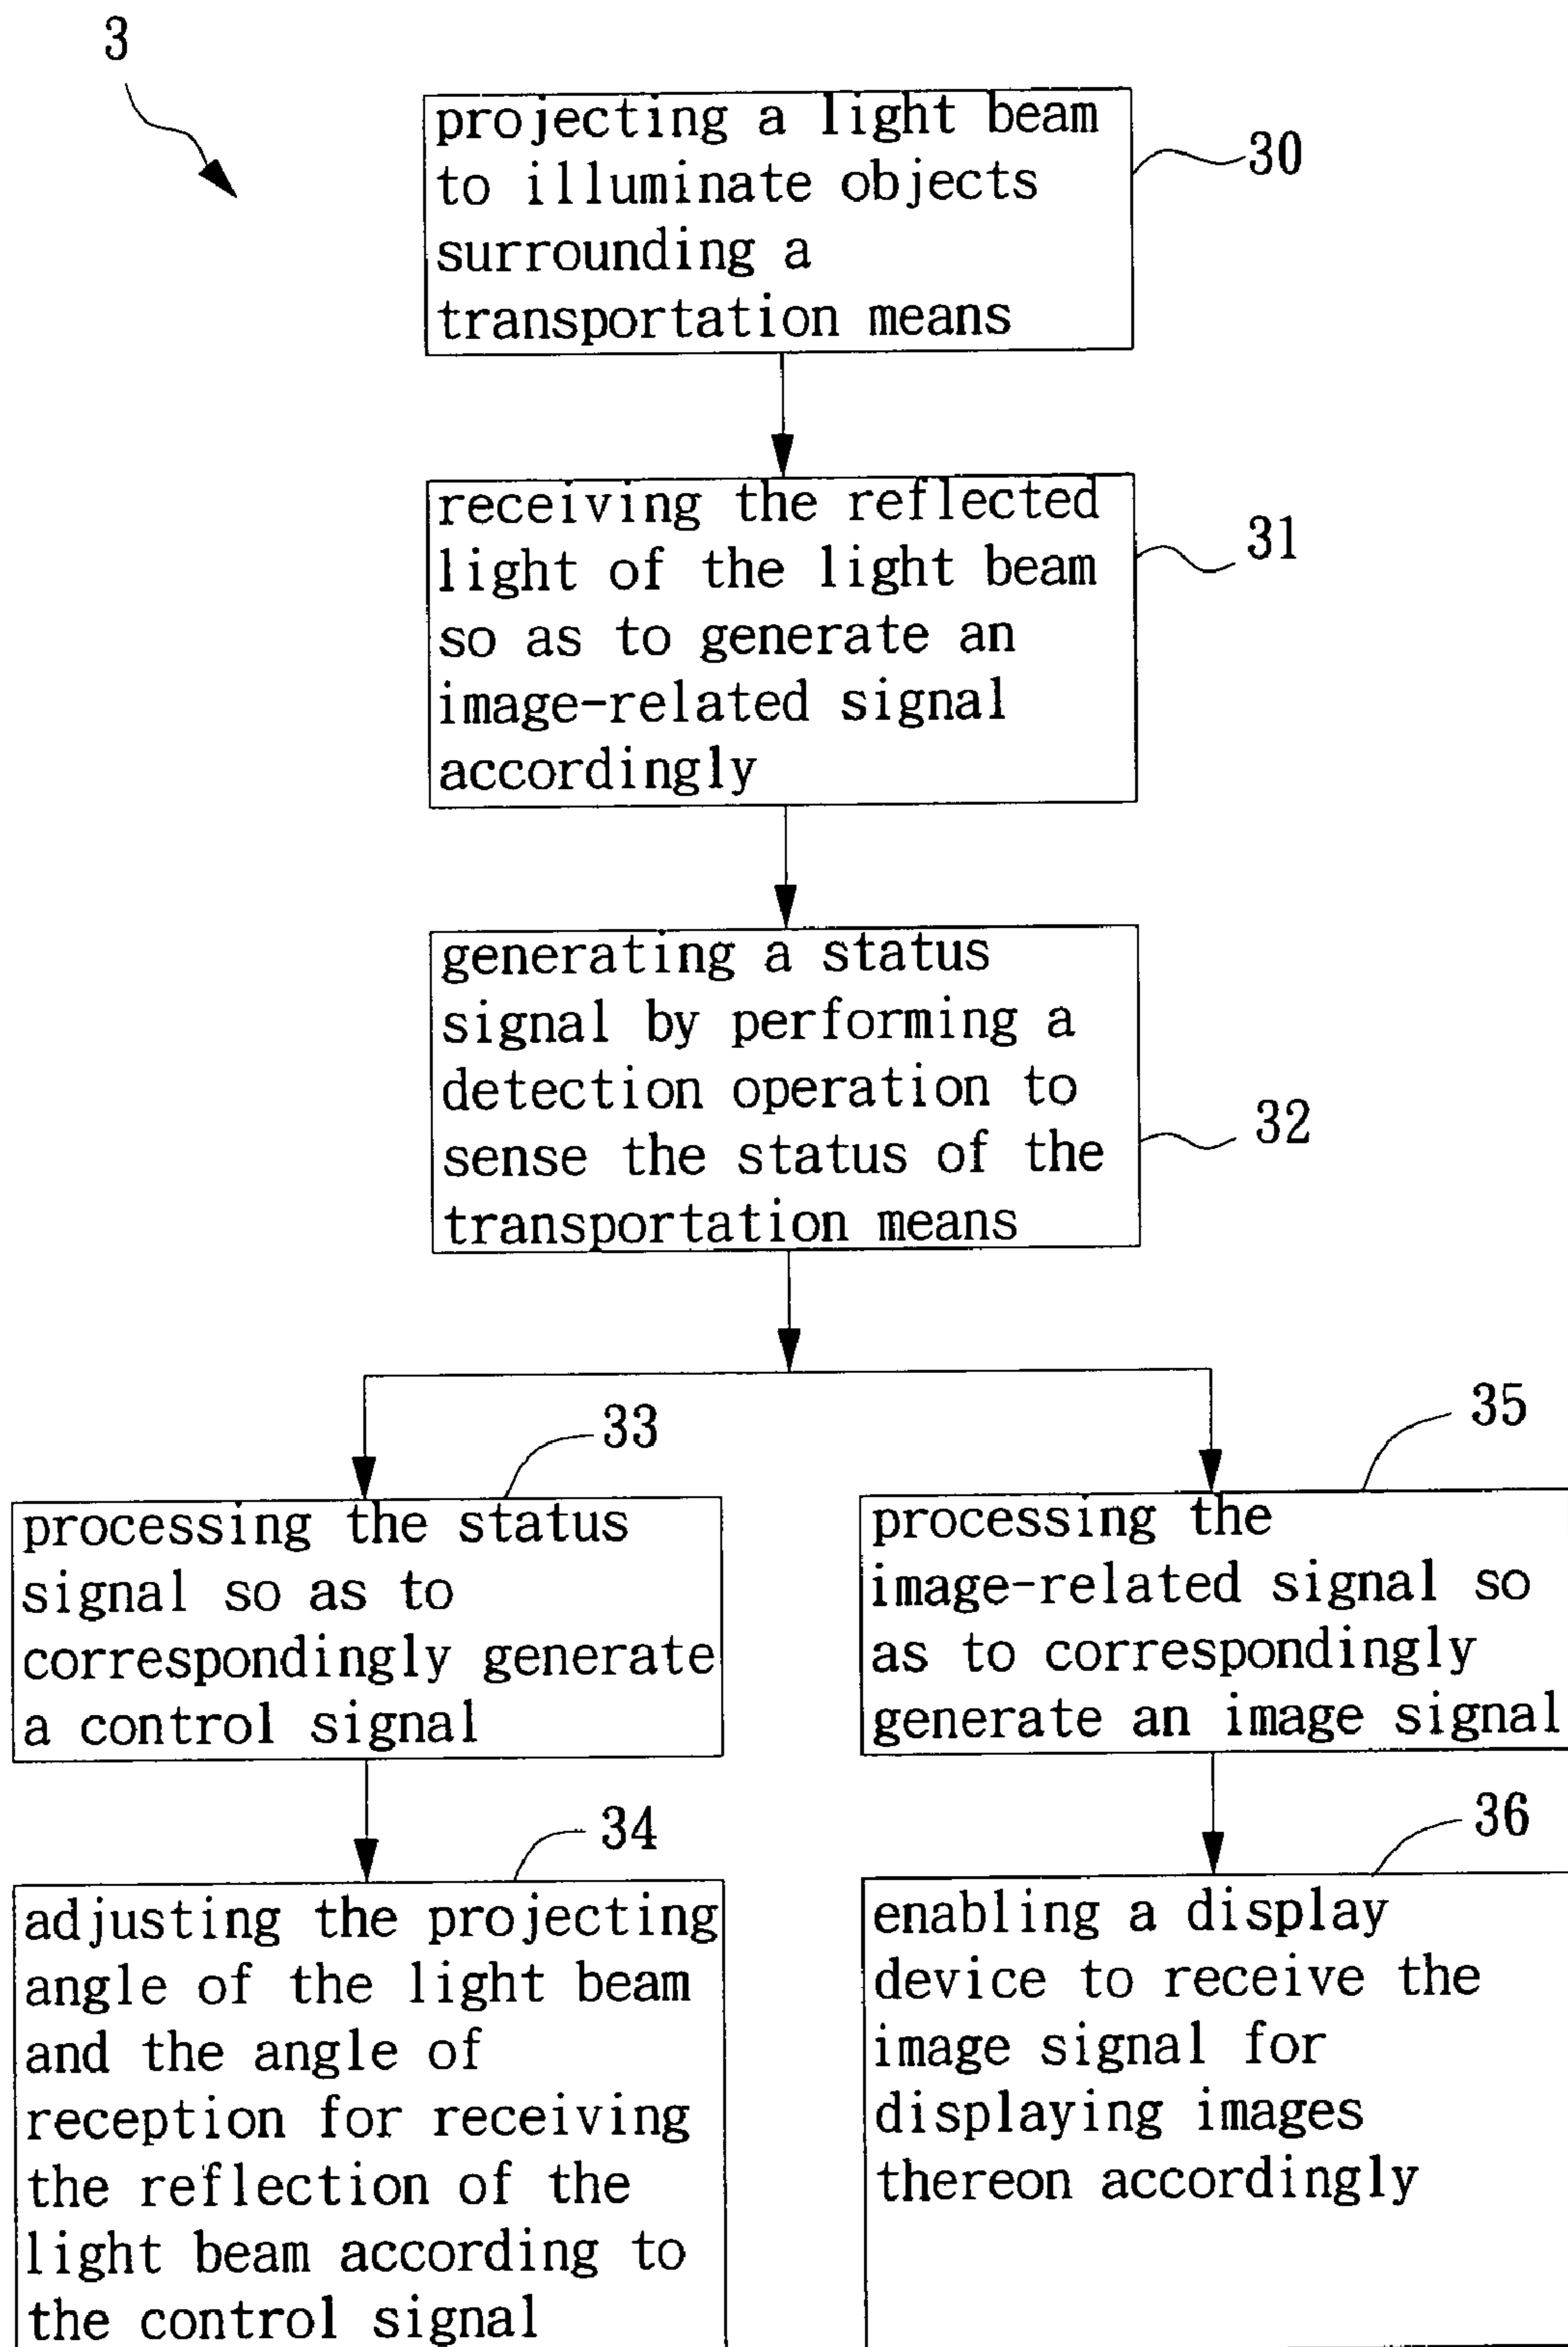 3
projecting a light beam
to illuminate objects
surrounding a
transportation means
30
receiving the reflected
light of the light beam
so as to generate an
image-related signal
accordingly
31
generating a status
signal by performing a
detection operation to
sense the status of the
transportation means
32
33
processing the status
signal so as to
correspondingly generate
a control signal
34
adjusting the projecting
angle of the light beam
and the angle of
reception for receiving
the reflection of the
light beam according to
the control signal
35
processing the
image-related signal so
as to correspondingly
generate an image signal
36
enabling a display
device to receive the
image signal for
displaying images
thereon accordingly